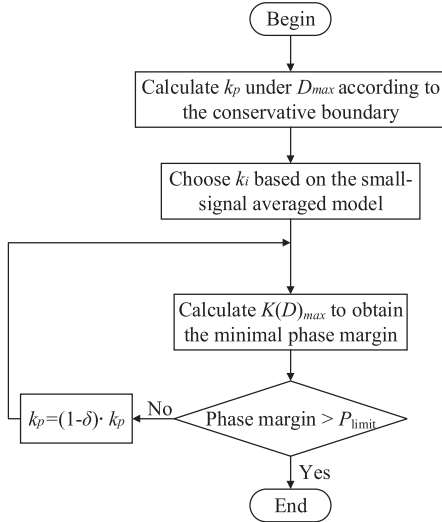 Begin
Calculate kp under Dmax according to
the conservative boundary
Choose ki based on the small-
signal averaged model
Calculate K(D)max to obtain
the minimal phase margin
Phase margin > Plimit
No
kp=(1-δ)· kp
Yes
End